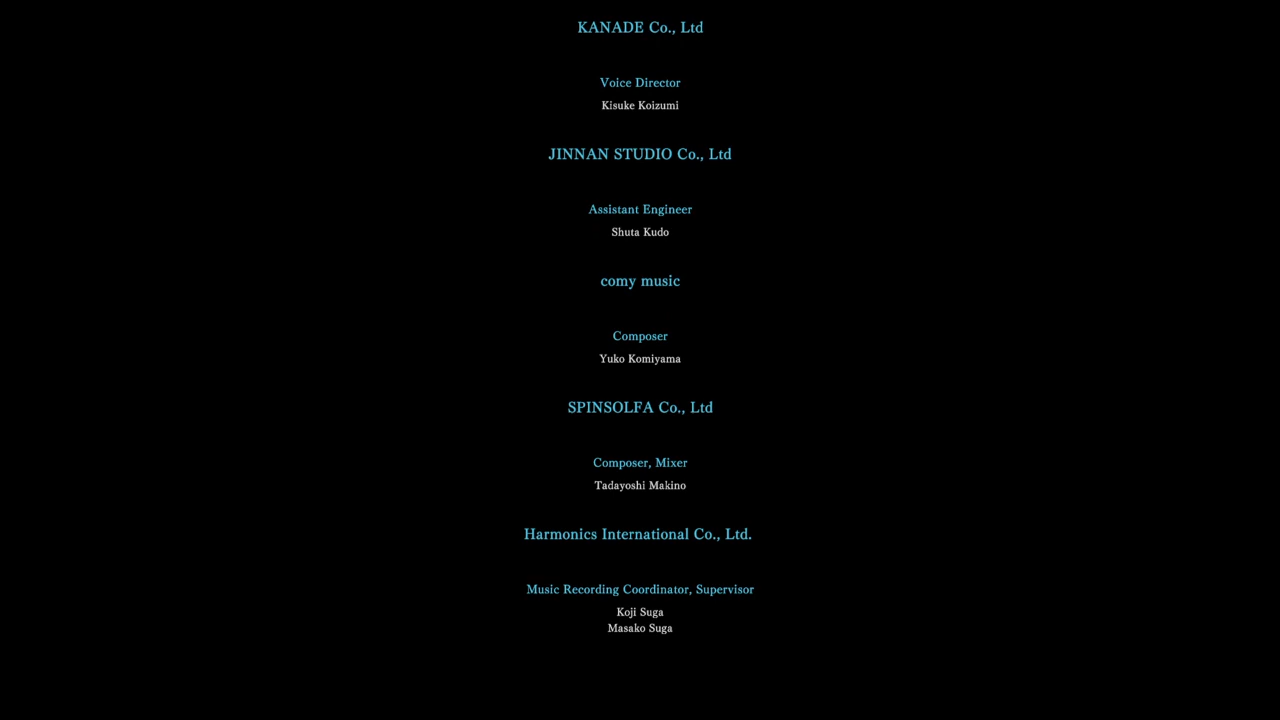 KANADE Co., Ltd
Voice Director
Kisuke Koizumi
JINNAN STUDIO Co., Ltd
Assistant Engineer
Shuta Kudo
comy music
Composer
Yuko Komiyama
SPINSOLFA Co., Ltd
Composer, Mixer
Tadayoshi Makino
Harmonics International Co., Ltd.
Music Recording Coordinator, Supervisor
Koji Suga
Masako Suga